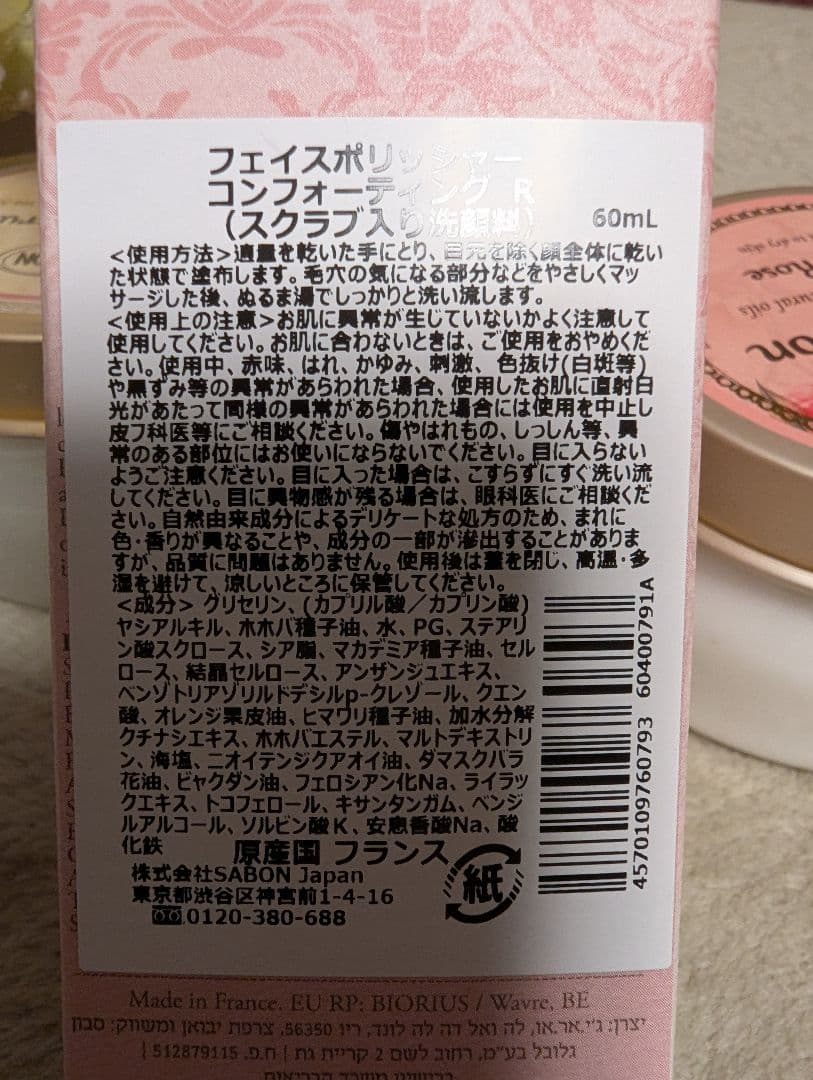 フェイスポリッシャー
コンフォーティング R
（スクラブ入り洗顔料） 60mL
＜使用方法＞適量を乾いた手にとり、目元を除く顔全体に乾い
た状態で塗布します。毛穴の気になる部分などをやさしくマッ
サージした後、ぬるま湯でしっかりと洗い流します。
＜使用上の注意＞お肌に異常が生じていないかよく注意して
使用してください。お肌に合わないときは、ご使用をおやめくだ
さい。使用中、赤味、はれ、かゆみ、刺激、色抜け(白斑等)
や黒ずみ等の異常があらわれた場合、使用したお肌に直射日
光があたって同様の異常があらわれた場合には使用を中止し
皮フ科医等にご相談ください。傷やはれもの、しっしん等、異
常のある部位にはお使いにならないでください。目に入らない
ようご注意ください。目に入った場合は、こすらずにすぐ洗い流
してください。目に異物感が残る場合は、眼科医にご相談くだ
さい。自然由来成分によるデリケートな処方のため、まれに
色・香りが異なることや、成分の一部が滲出することがありま
すが、品質に問題はありません。使用後は蓋を閉じ、高温・多
湿を避けて、涼しいところに保管してください。
＜成分＞ グリセリン、（カプリル酸／カプリン酸）
ヤシアルキル、ホホバ種子油、水、PG、ステアリ
ン酸スクロース、シア脂、マカデミア種子油、セル
ロース、結晶セルロース、アンザンジュエキス、
ベンゾトリアゾリルドデシルp-クレゾール、クエン
酸、オレンジ果皮油、ヒマワリ種子油、加水分解
クチナシエキス、ホホバエステル、マルトデキストリ
ン、海塩、ニオイテンジクアオイ油、ダマスクバラ
花油、ビャクダン油、フェロシアン化Na、ライラッ
クエキス、トコフェロール、キサンタンガム、ベンジ
ルアルコール、ソルビン酸Ｋ、安息香酸Na、酸
化鉄
原産国 フランス
紙
株式会社SABON Japan
東京都渋谷区神宮前1-4-16
0120-380-688
4570109760793 60400791A
Made in France. EU RP: BIORIUS / Wavre, BE
יצרן: ג'י.אר.או, לה ואל דה לה לונד, ריו 56350, צרפת יבואן ומשווק: סבון
גלובל בע"מ, רחוב לשם 2 קריית גת | ח.פ. 512879115 |
Rose